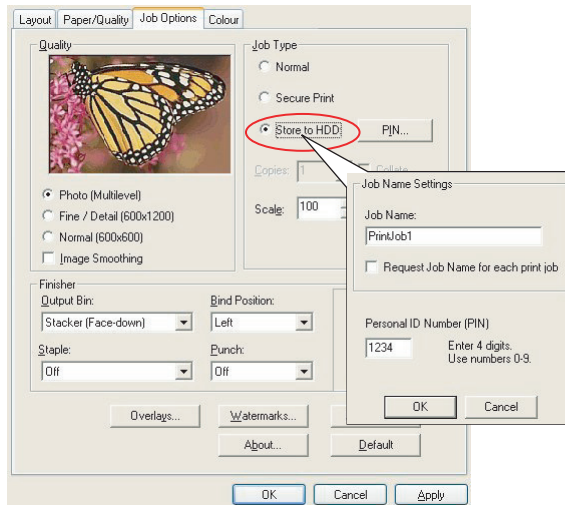 Layout Paper/Quality Job Options Colour
Quality
Photo (Multilevel)
Fine / Detail (600x1200)
Normal (600x600)
Image Smoothing
Job Type
Normal
Secure Print
Store to HDD PIN...
Copies: 1 Collate
Scale: 100
Job Name Settings
Job Name:
PrintJob1
Request Job Name for each print job
Personal ID Number (PIN)
1234
Enter 4 digits.
Use numbers 0-9.
OK Cancel
Finisher
Output Bin: Bind Position:
Stacker (Face-down) Left
Staple: Punch:
Off Off
Overlays... Watermarks...
About... Default
OK Cancel Apply